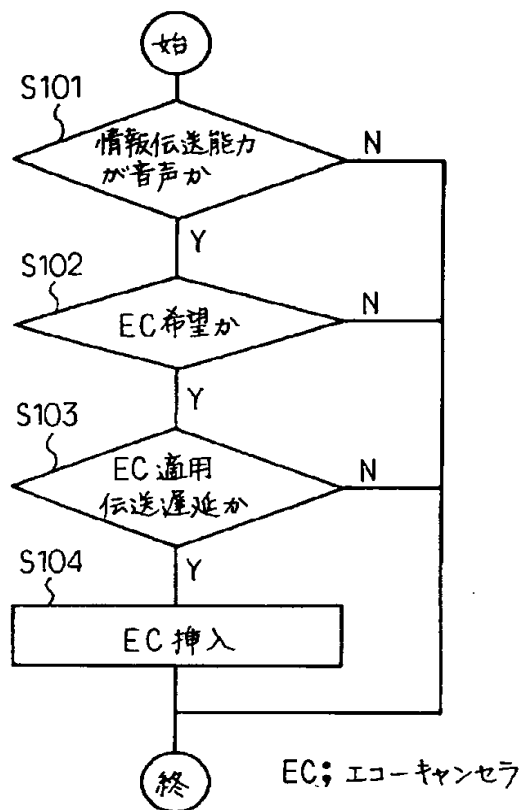 始
S101
情報伝送能力
が音声か
N
Y
S102
EC希望か
N
Y
S103
EC適用
伝送遅延か
N
Y
S104
EC挿入
終
EC; エコーキャンセラ